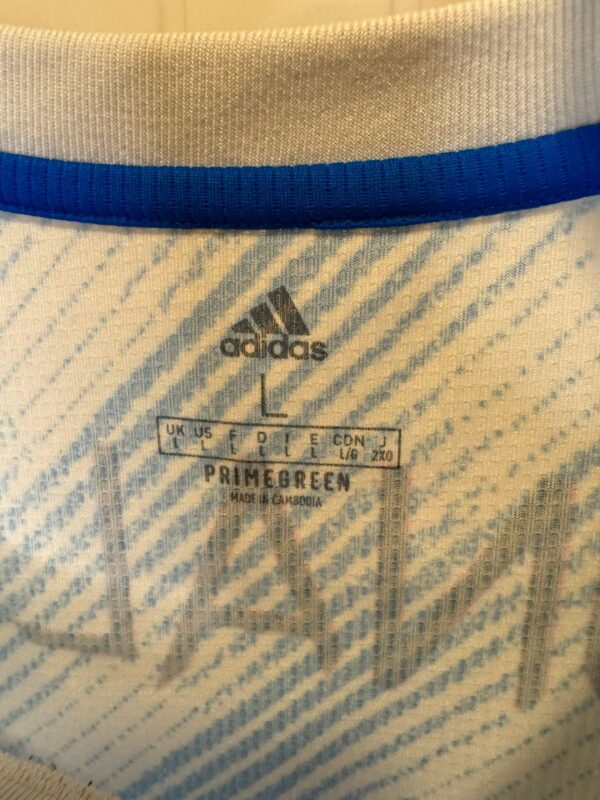 adidas
L
UK US F D I E CDN J
L L L L L L L/G 2XO
PRIMEGREEN
MADE IN CAMBODIA